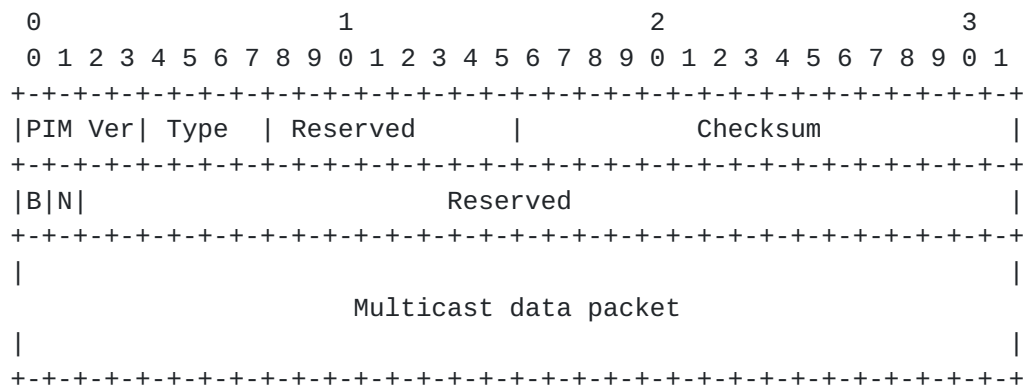 0                   1                   2                   3
 0 1 2 3 4 5 6 7 8 9 0 1 2 3 4 5 6 7 8 9 0 1 2 3 4 5 6 7 8 9 0 1
+-+-+-+-+-+-+-+-+-+-+-+-+-+-+-+-+-+-+-+-+-+-+-+-+-+-+-+-+-+-+-+-+
|PIM Ver| Type  | Reserved      |           Checksum            |
+-+-+-+-+-+-+-+-+-+-+-+-+-+-+-+-+-+-+-+-+-+-+-+-+-+-+-+-+-+-+-+-+
|B|N|                       Reserved                            |
+-+-+-+-+-+-+-+-+-+-+-+-+-+-+-+-+-+-+-+-+-+-+-+-+-+-+-+-+-+-+-+-+
|                                                               |
                      Multicast data packet
|                                                               |
+-+-+-+-+-+-+-+-+-+-+-+-+-+-+-+-+-+-+-+-+-+-+-+-+-+-+-+-+-+-+-+-+